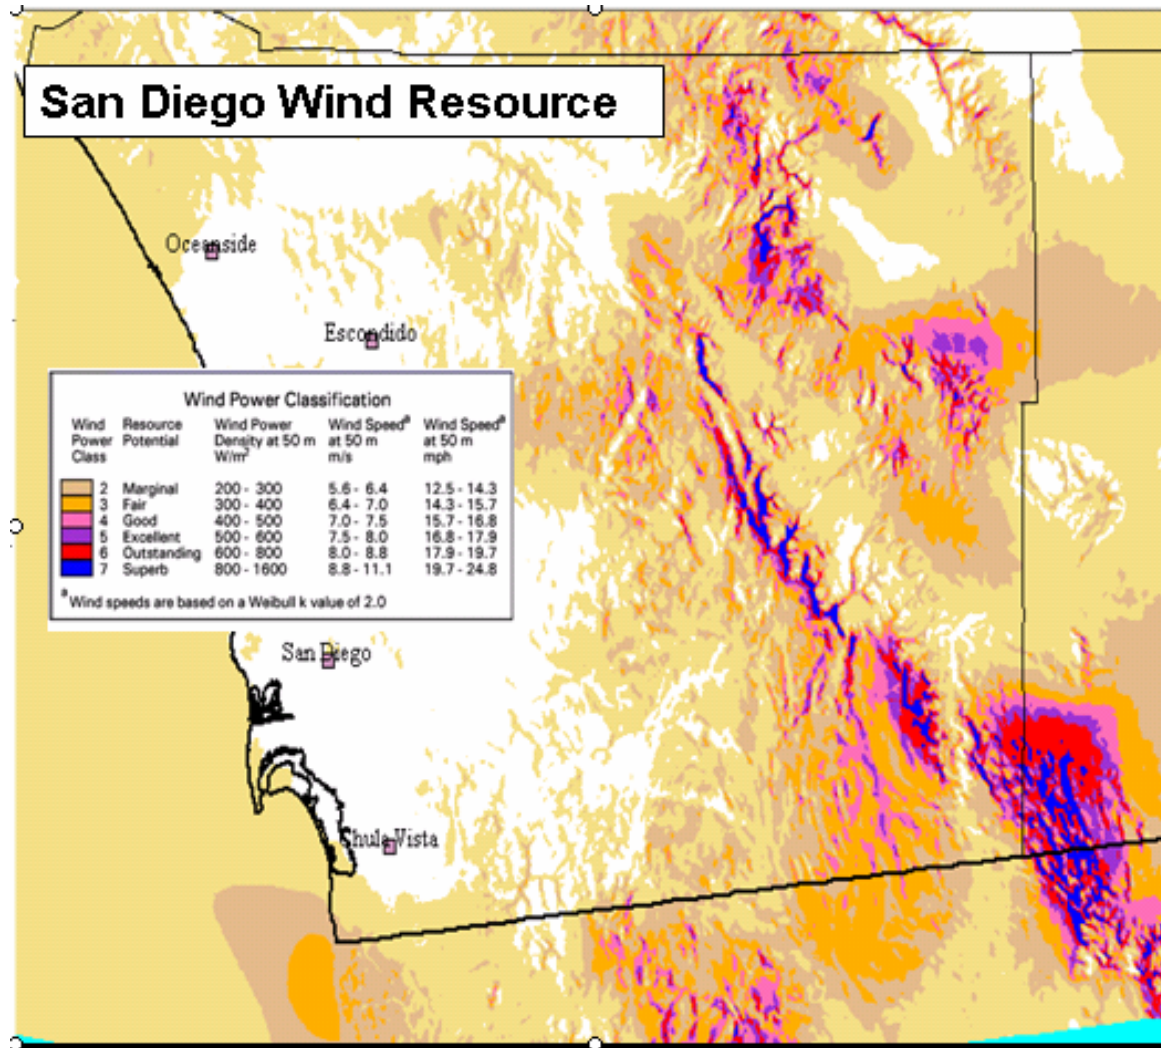 San Diego Wind Resource
Oceanside
Escondido
Wind Power Classification
Wind Power Class Resource Potential Wind Power Density at 50 m W/m² Wind Speedᵃ at 50 m m/s Wind Speedᵃ at 50 m mph
2 Marginal 200 - 300 5.6 - 6.4 12.5 - 14.3
3 Fair 300 - 400 6.4 - 7.0 14.3 - 15.7
4 Good 400 - 500 7.0 - 7.5 15.7 - 16.8
5 Excellent 500 - 600 7.5 - 8.0 16.8 - 17.9
6 Outstanding 600 - 800 8.0 - 8.8 17.9 - 19.7
7 Superb 800 - 1600 8.8 - 11.1 19.7 - 24.8
ᵃ Wind speeds are based on a Weibull k value of 2.0
San Diego
Chula Vista